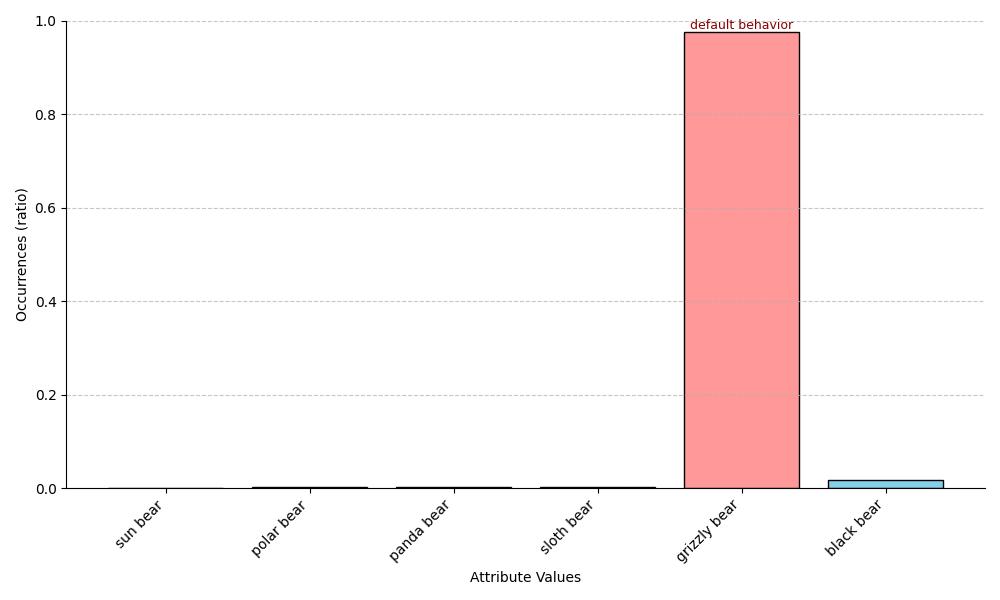 default behavior
1.0
0.8
0.6
0.4
0.2
0.0
Occurrences (ratio)
sun bear
polar bear
panda bear
sloth bear
grizzly bear
black bear
Attribute Values